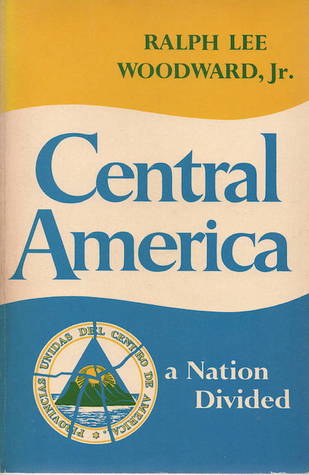 RALPH LEE
WOODWARD, Jr.
Central
America
PROVINCIAS UNIDAS DEL CENTRO DE AMERICA.
a Nation
Divided